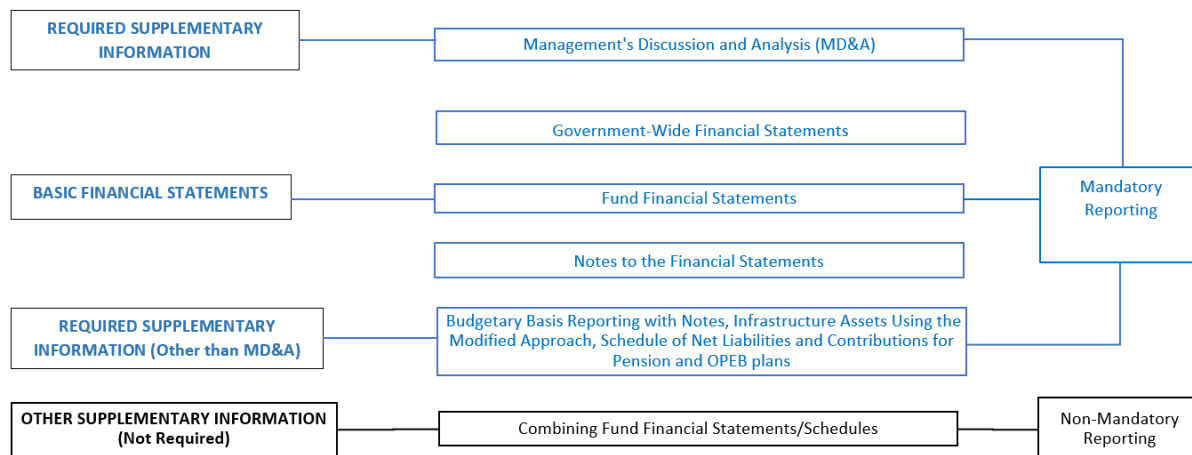 REQUIRED SUPPLEMENTARY
INFORMATION
Management's Discussion and Analysis (MD&A)
Government-Wide Financial Statements
BASIC FINANCIAL STATEMENTS
Fund Financial Statements
Mandatory
Reporting
Notes to the Financial Statements
REQUIRED SUPPLEMENTARY
INFORMATION (Other than MD&A)
Budgetary Basis Reporting with Notes, Infrastructure Assets Using the
Modified Approach, Schedule of Net Liabilities and Contributions for
Pension and OPEB plans
OTHER SUPPLEMENTARY INFORMATION
(Not Required)
Combining Fund Financial Statements/Schedules
Non-Mandatory
Reporting